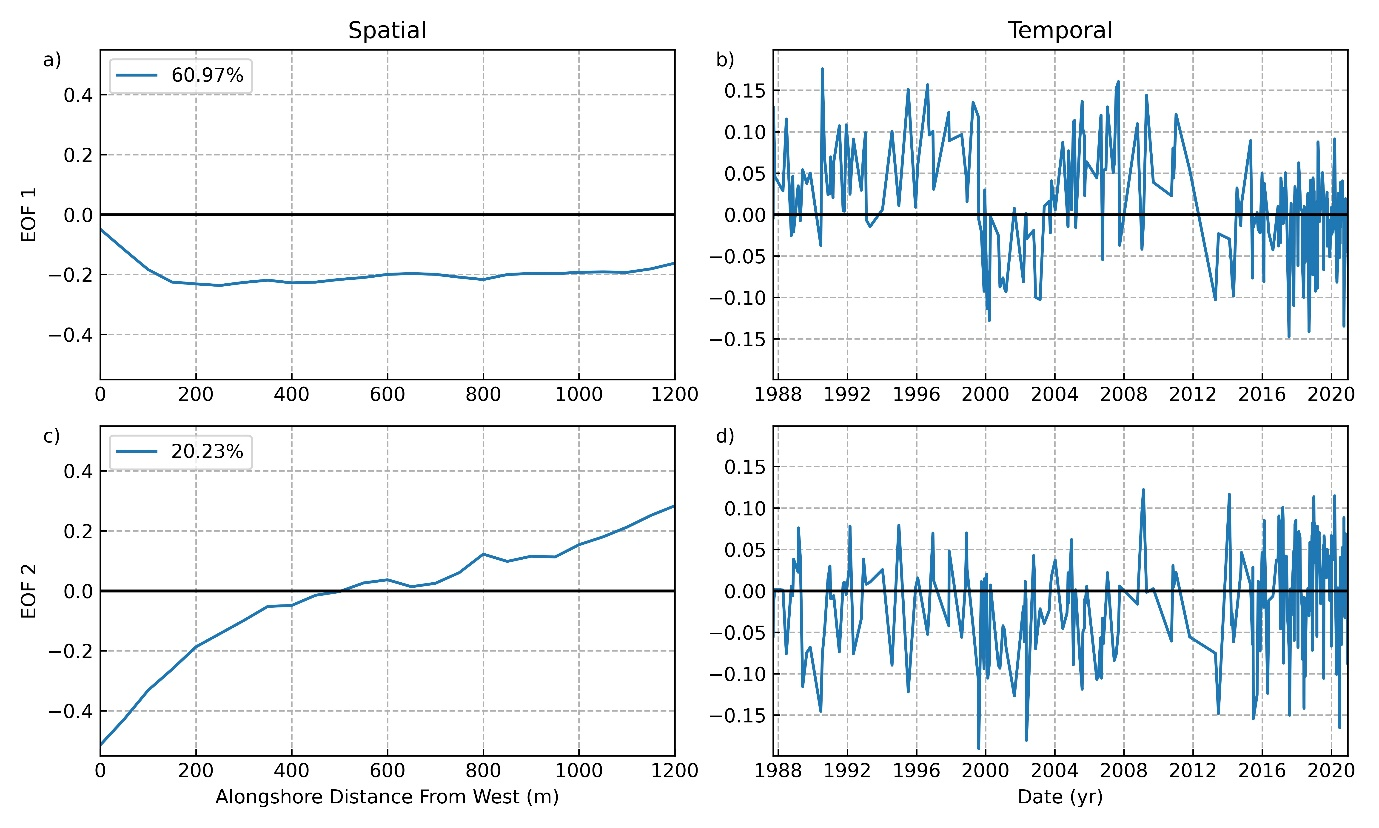 Spatial
Temporal
a)
60.97%
b)
0.4
0.2
0.0
−0.2
−0.4
EOF 1
0.15
0.10
0.05
0.00
−0.05
−0.10
−0.15
0 200 400 600 800 1000 1200
1988 1992 1996 2000 2004 2008 2012 2016 2020
c)
20.23%
d)
0.4
0.2
0.0
−0.2
−0.4
EOF 2
0.15
0.10
0.05
0.00
−0.05
−0.10
−0.15
0 200 400 600 800 1000 1200
1988 1992 1996 2000 2004 2008 2012 2016 2020
Alongshore Distance From West (m)
Date (yr)